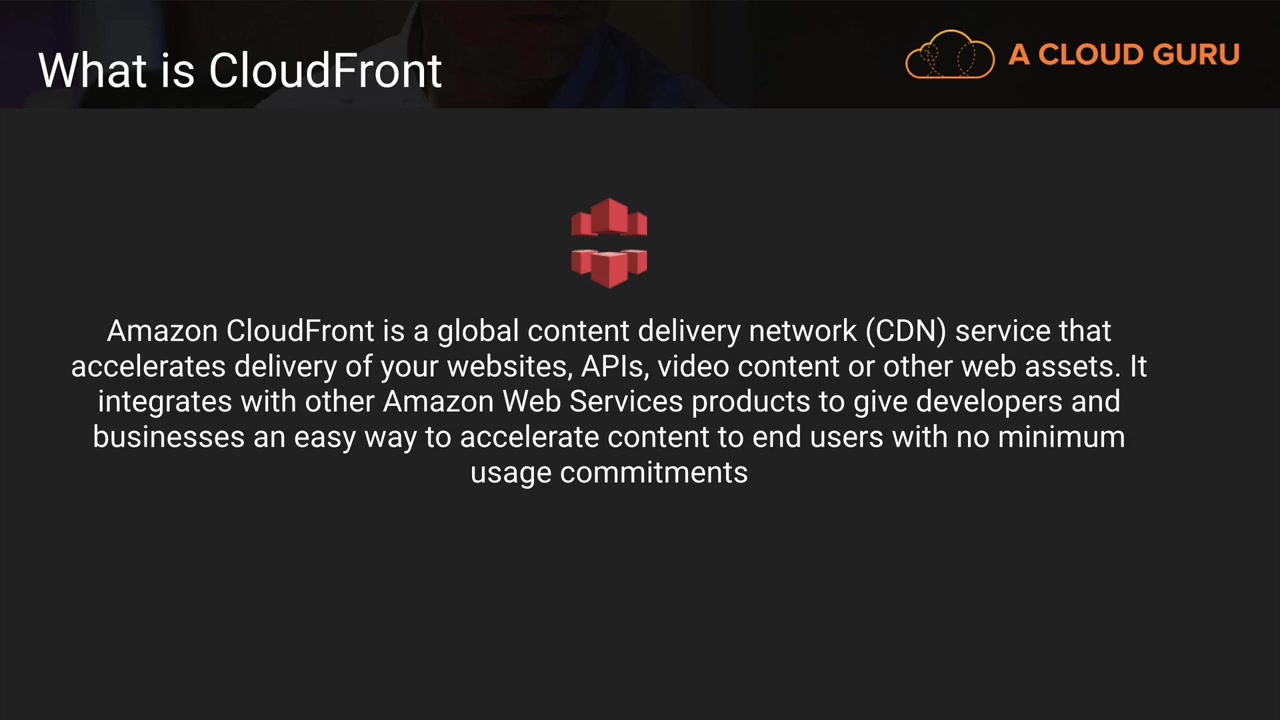 What is CloudFront
A CLOUD GURU
Amazon CloudFront is a global content delivery network (CDN) service that
accelerates delivery of your websites, APIs, video content or other web assets. It
integrates with other Amazon Web Services products to give developers and
businesses an easy way to accelerate content to end users with no minimum
usage commitments